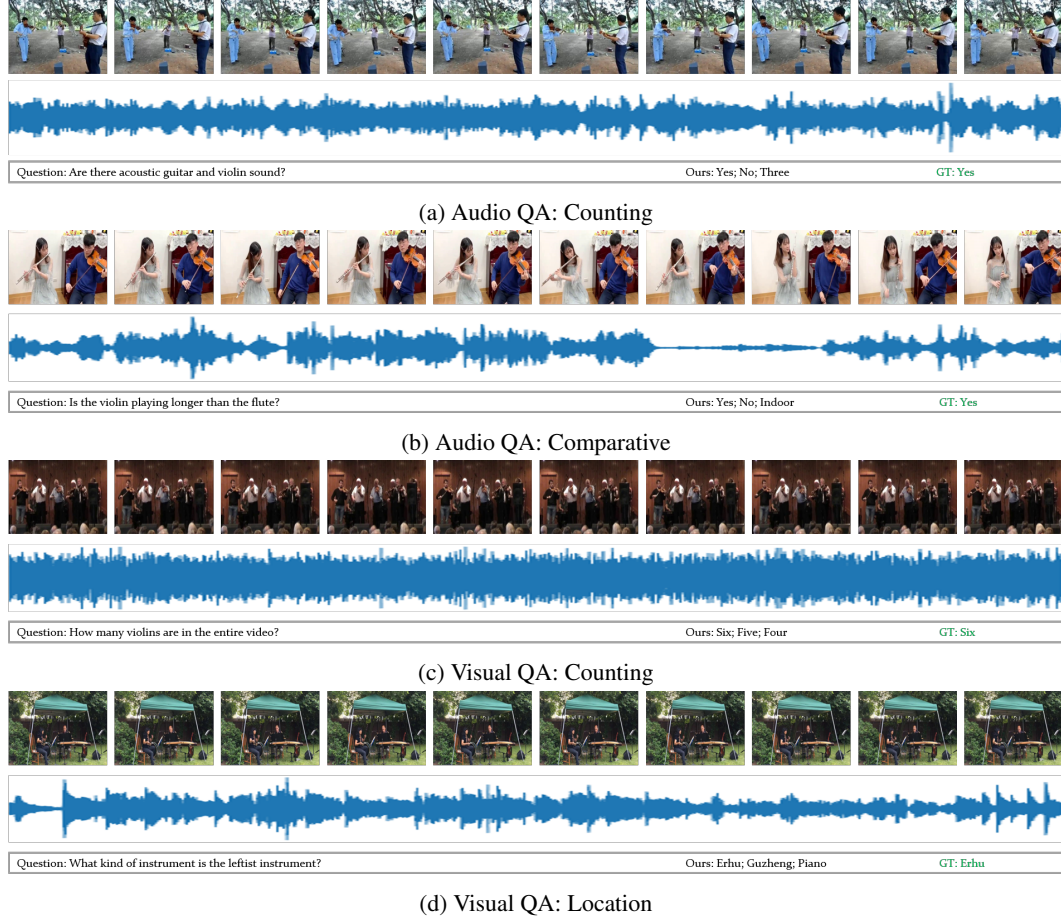 Question: Are there acoustic guitar and violin sound? Ours: Yes; No; Three GT: Yes
(a) Audio QA: Counting
Question: Is the violin playing longer than the flute? Ours: Yes; No; Indoor GT: Yes
(b) Audio QA: Comparative
Question: How many violins are in the entire video? Ours: Six; Five; Four GT: Six
(c) Visual QA: Counting
Question: What kind of instrument is the leftist instrument? Ours: Erhu; Guzheng; Piano GT: Erhu
(d) Visual QA: Location